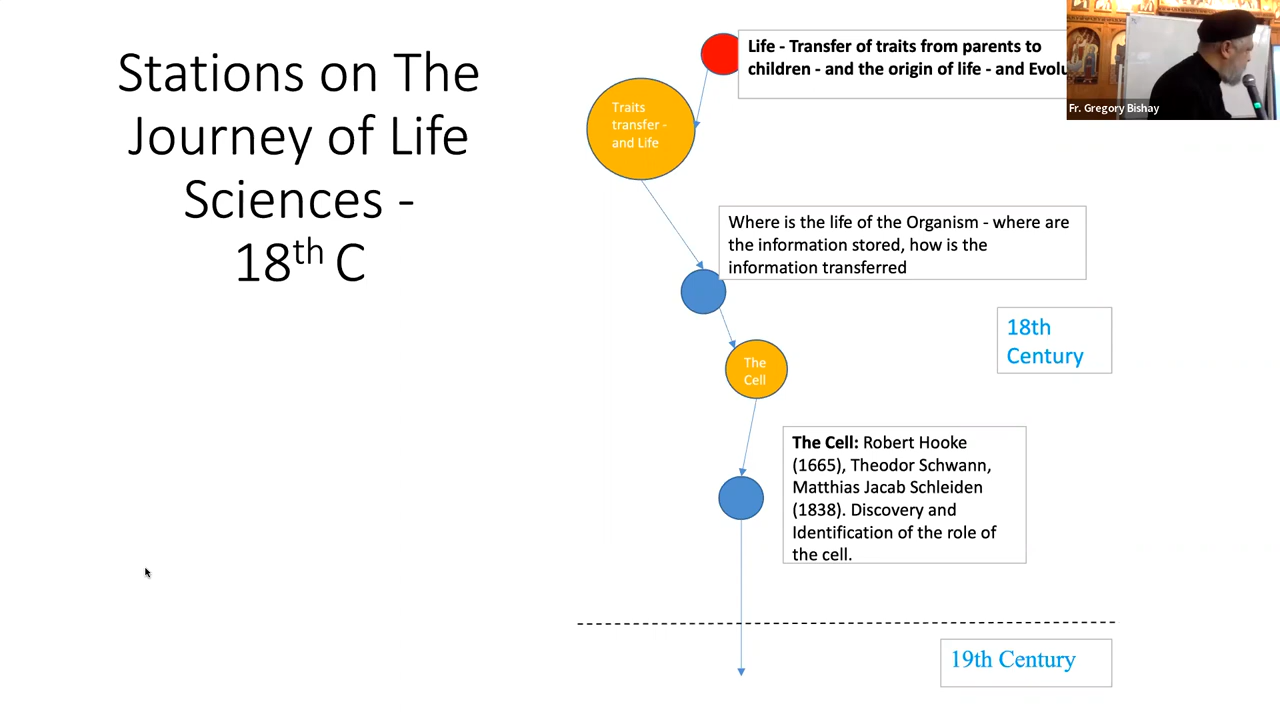 Stations on The
Journey of Life
Sciences -
18th C
Life - Transfer of traits from parents to
children - and the origin of life - and Evolu
Fr. Gregory Bishay
Traits
transfer -
and Life
Where is the life of the Organism - where are
the information stored, how is the
information transferred
18th
Century
The
Cell
The Cell: Robert Hooke
(1665), Theodor Schwann,
Matthias Jacab Schleiden
(1838). Discovery and
Identification of the role of
the cell.
19th Century